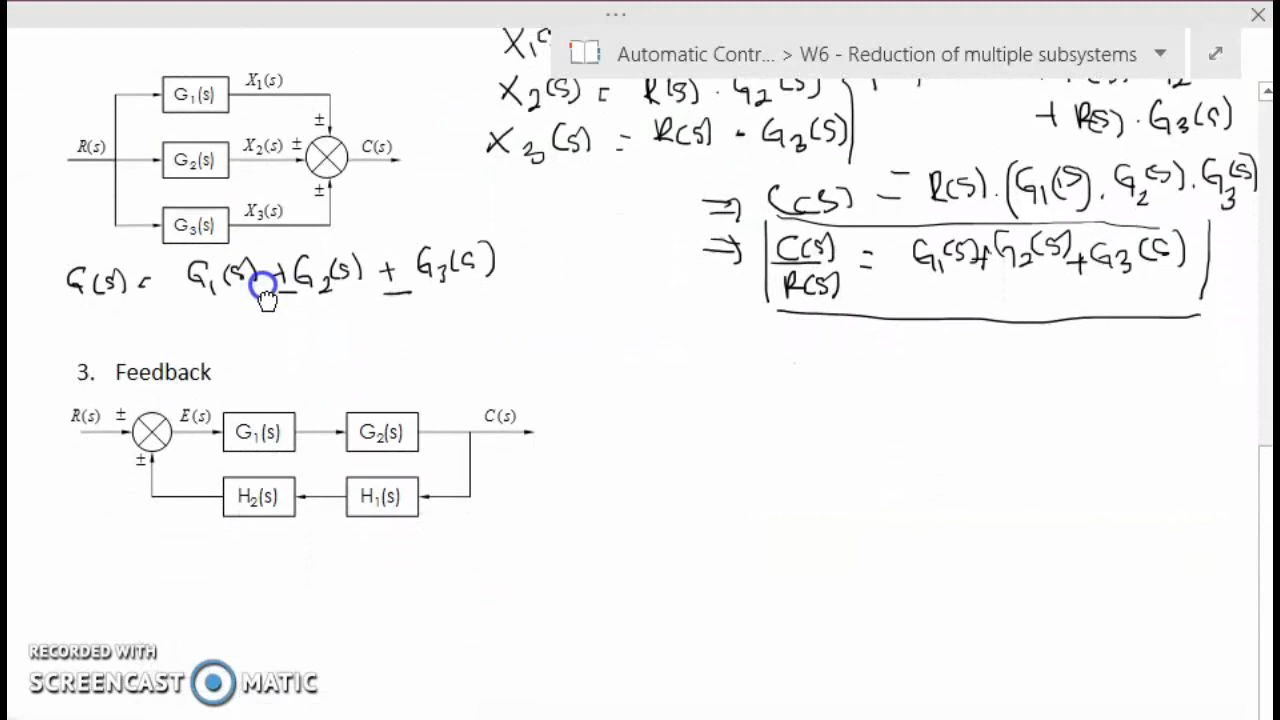 Automatic Contr... > W6 - Reduction of multiple subsystems
X₂(s) = R(s) · G₂(s)
X₃(s) = R(s) - G₃(s)
+ R(s) · G₃(s)
⇒ C(s) = R(s) · (G₁(s) · G₂(s) · G₃(s)
⇒ C(s)/R(s) = G₁(s) + G₂(s) + G₃(s)
R(s)
G₁(s) X₁(s) ±
G₂(s) X₂(s) ± C(s)
G₃(s) X₃(s) ±
G(s) = G₁(s) ± G₂(s) ± G₃(s)
3. Feedback
R(s) ± E(s) G₁(s) G₂(s) C(s)
± H₂(s) H₁(s)
RECORDED WITH
SCREENCAST MATIC